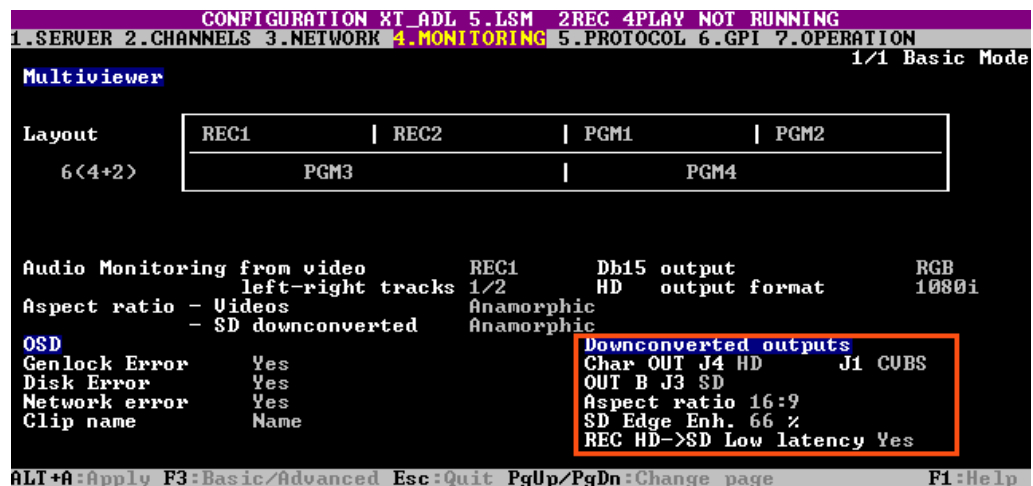 CONFIGURATION XT_ADL 5.LSM 2REC 4PLAY NOT RUNNING
1.SERVER 2.CHANNELS 3.NETWORK 4.MONITORING 5.PROTOCOL 6.GPI 7.OPERATION
1/1 Basic Mode
Multiviewer
Layout REC1 | REC2 | PGM1 | PGM2
6(4+2) PGM3 | PGM4
Audio Monitoring from video REC1 Db15 output RGB
left-right tracks 1/2 HD output format 1080i
Aspect ratio - Videos Anamorphic
- SD downconverted Anamorphic
OSD Downconverted outputs
Genlock Error Yes Char OUT J4 HD J1 CVBS
Disk Error Yes OUT B J3 SD
Network error Yes Aspect ratio 16:9
Clip name Name SD Edge Enh. 66 %
REC HD->SD Low latency Yes
ALT+A:Apply F3:Basic/Advanced Esc:Quit PgUp/PgDn:Change page F1:Help